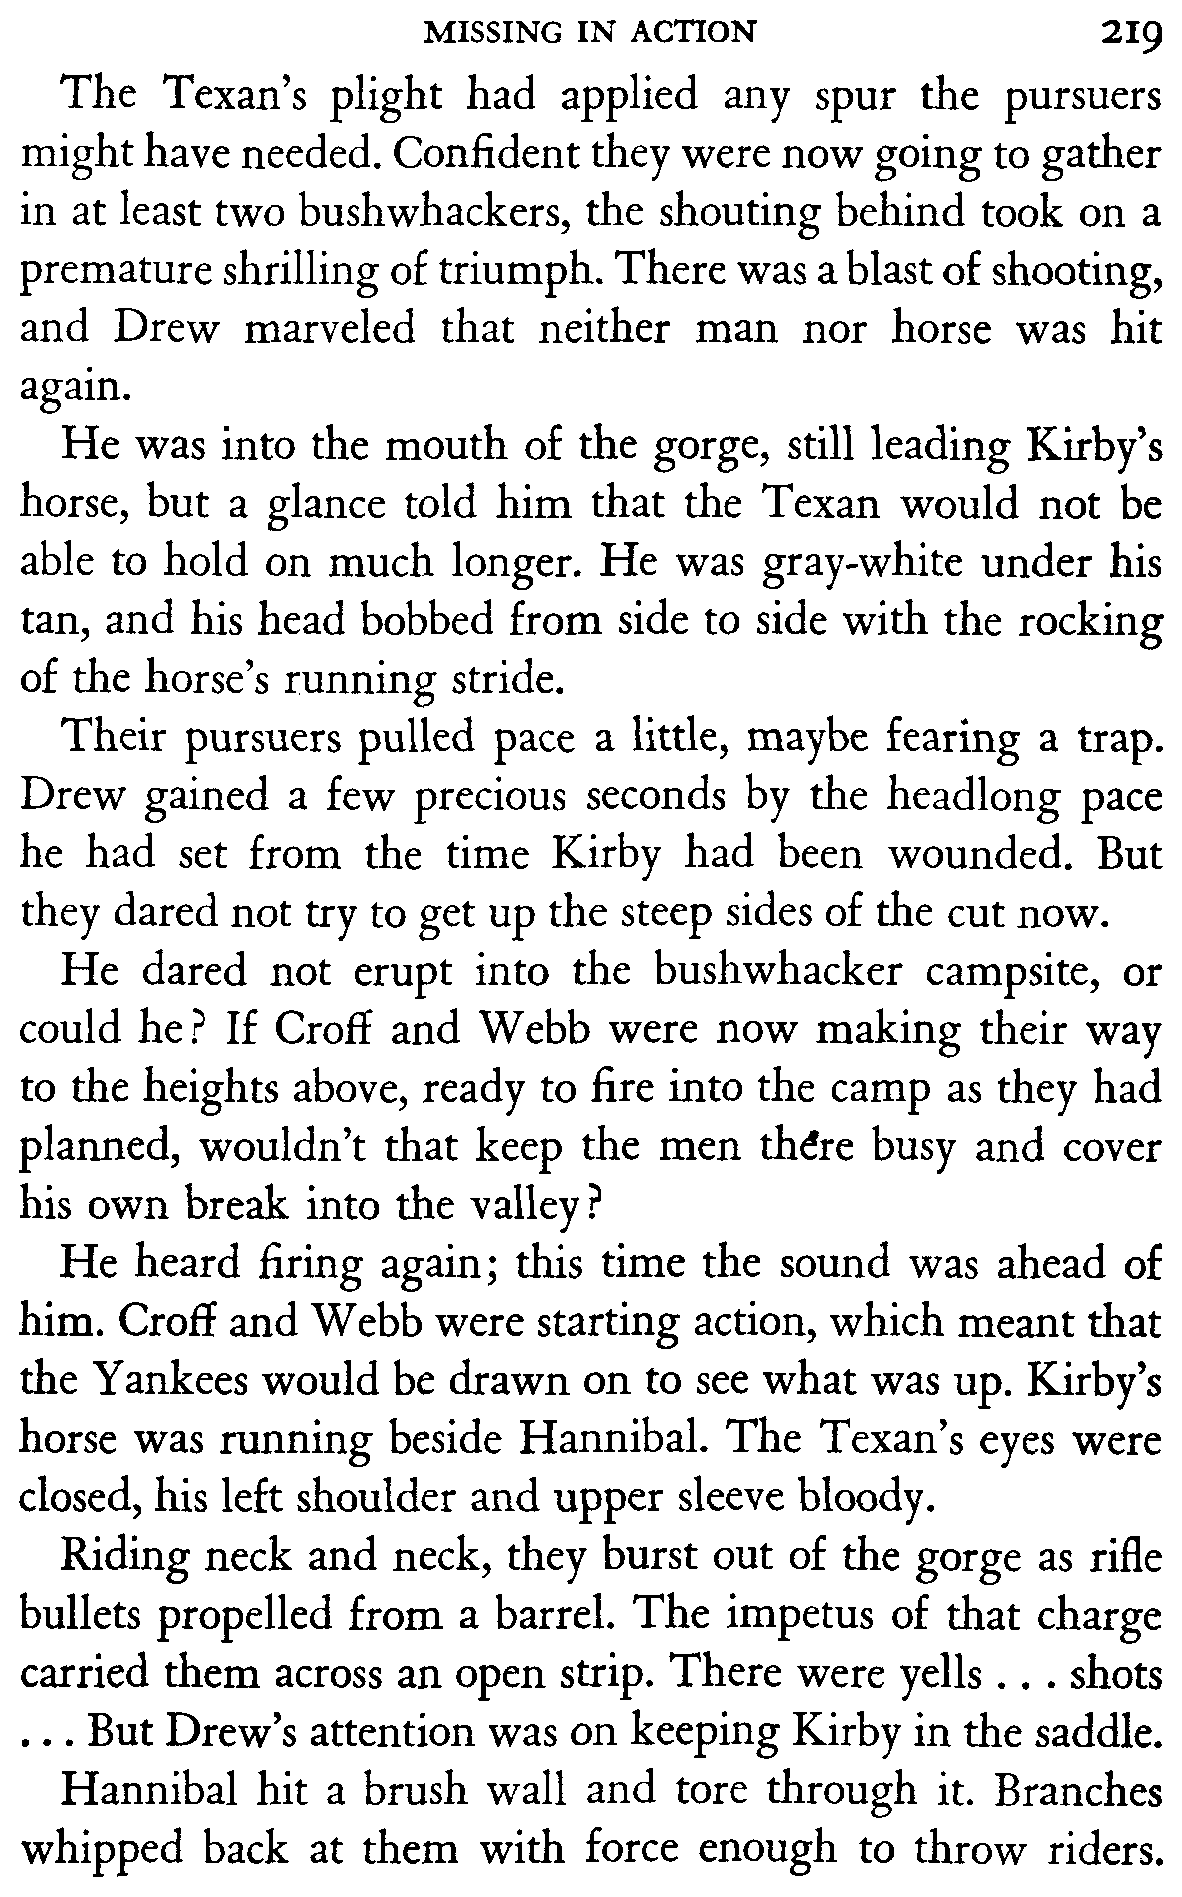 MISSING IN ACTION 219
The Texan's plight had applied any spur the pursuers
might have needed. Confident they were now going to gather
in at least two bushwhackers, the shouting behind took on a
premature shrilling of triumph. There was a blast of shooting,
and Drew marveled that neither man nor horse was hit
again.
He was into the mouth of the gorge, still leading Kirby's
horse, but a glance told him that the Texan would not be
able to hold on much longer. He was gray-white under his
tan, and his head bobbed from side to side with the rocking
of the horse's running stride.
Their pursuers pulled pace a little, maybe fearing a trap.
Drew gained a few precious seconds by the headlong pace
he had set from the time Kirby had been wounded. But
they dared not try to get up the steep sides of the cut now.
He dared not erupt into the bushwhacker campsite, or
could he? If Croff and Webb were now making their way
to the heights above, ready to fire into the camp as they had
planned, wouldn't that keep the men there busy and cover
his own break into the valley?
He heard firing again; this time the sound was ahead of
him. Croff and Webb were starting action, which meant that
the Yankees would be drawn on to see what was up. Kirby's
horse was running beside Hannibal. The Texan's eyes were
closed, his left shoulder and upper sleeve bloody.
Riding neck and neck, they burst out of the gorge as rifle
bullets propelled from a barrel. The impetus of that charge
carried them across an open strip. There were yells . . . shots
. . . But Drew's attention was on keeping Kirby in the saddle.
Hannibal hit a brush wall and tore through it. Branches
whipped back at them with force enough to throw riders.